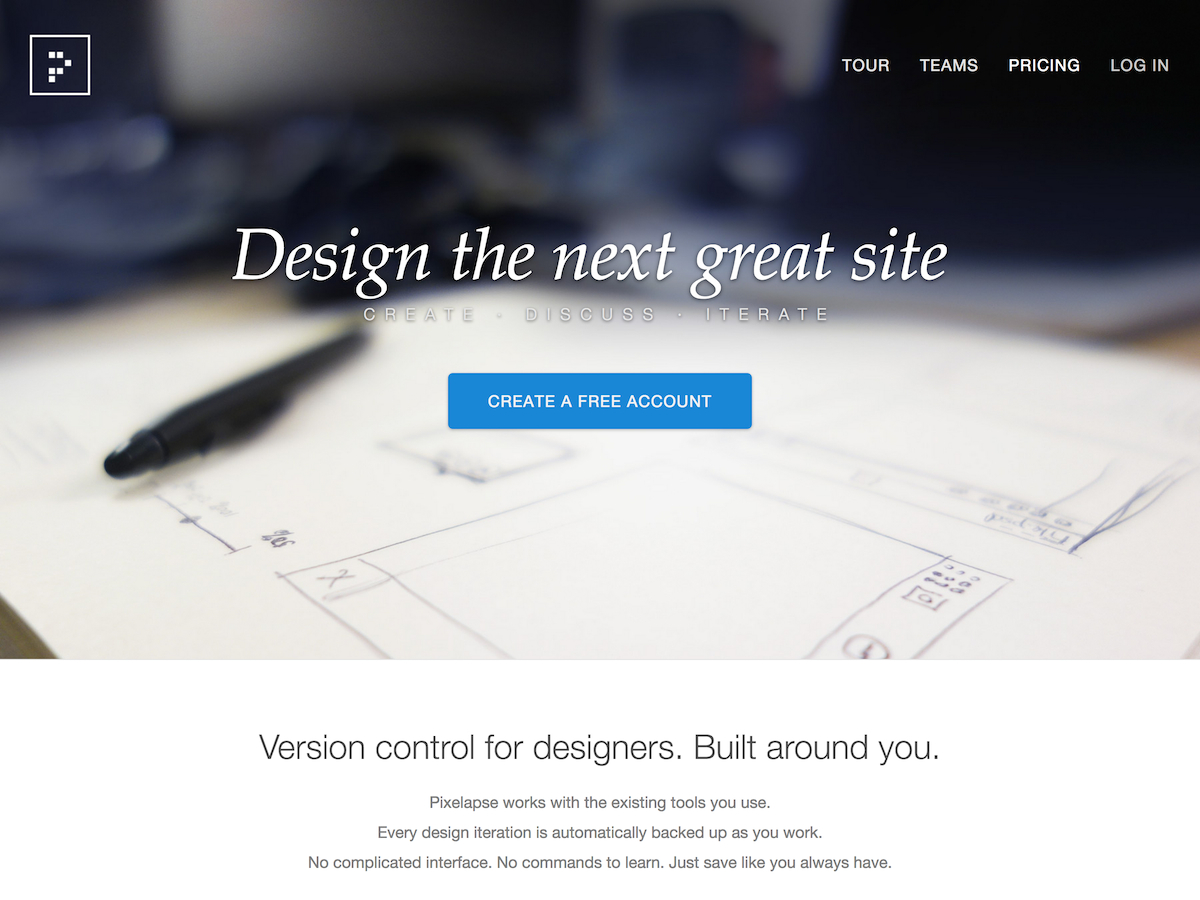 TOUR TEAMS PRICING LOG IN
Design the next great site
CREATE · DISCUSS · ITERATE
CREATE A FREE ACCOUNT
Version control for designers. Built around you.
Pixelapse works with the existing tools you use.
Every design iteration is automatically backed up as you work.
No complicated interface. No commands to learn. Just save like you always have.